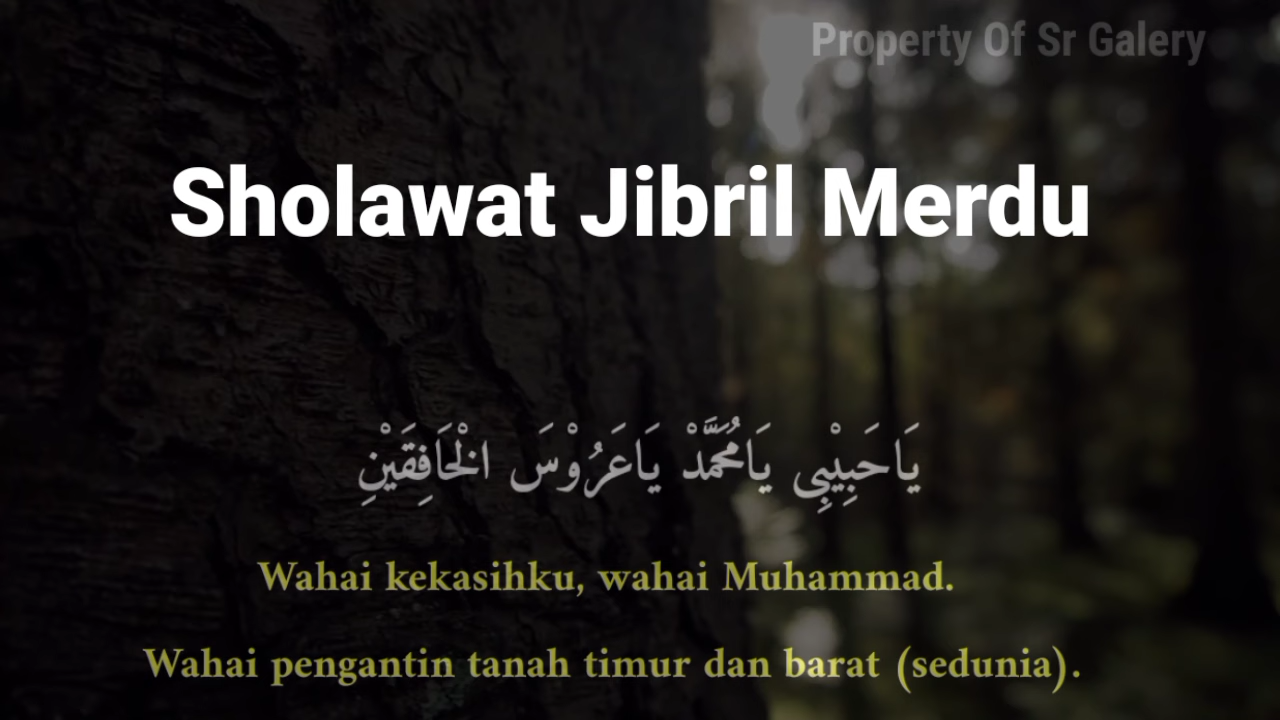 Property Of Sr Galery
Sholawat Jibril Merdu
يَاحَبِيْبِى يَامُحَمَّدْ يَاعَرُوْسَ الْخَافِقَيْنِ
Wahai kekasihku, wahai Muhammad.
Wahai pengantin tanah timur dan barat (sedunia).